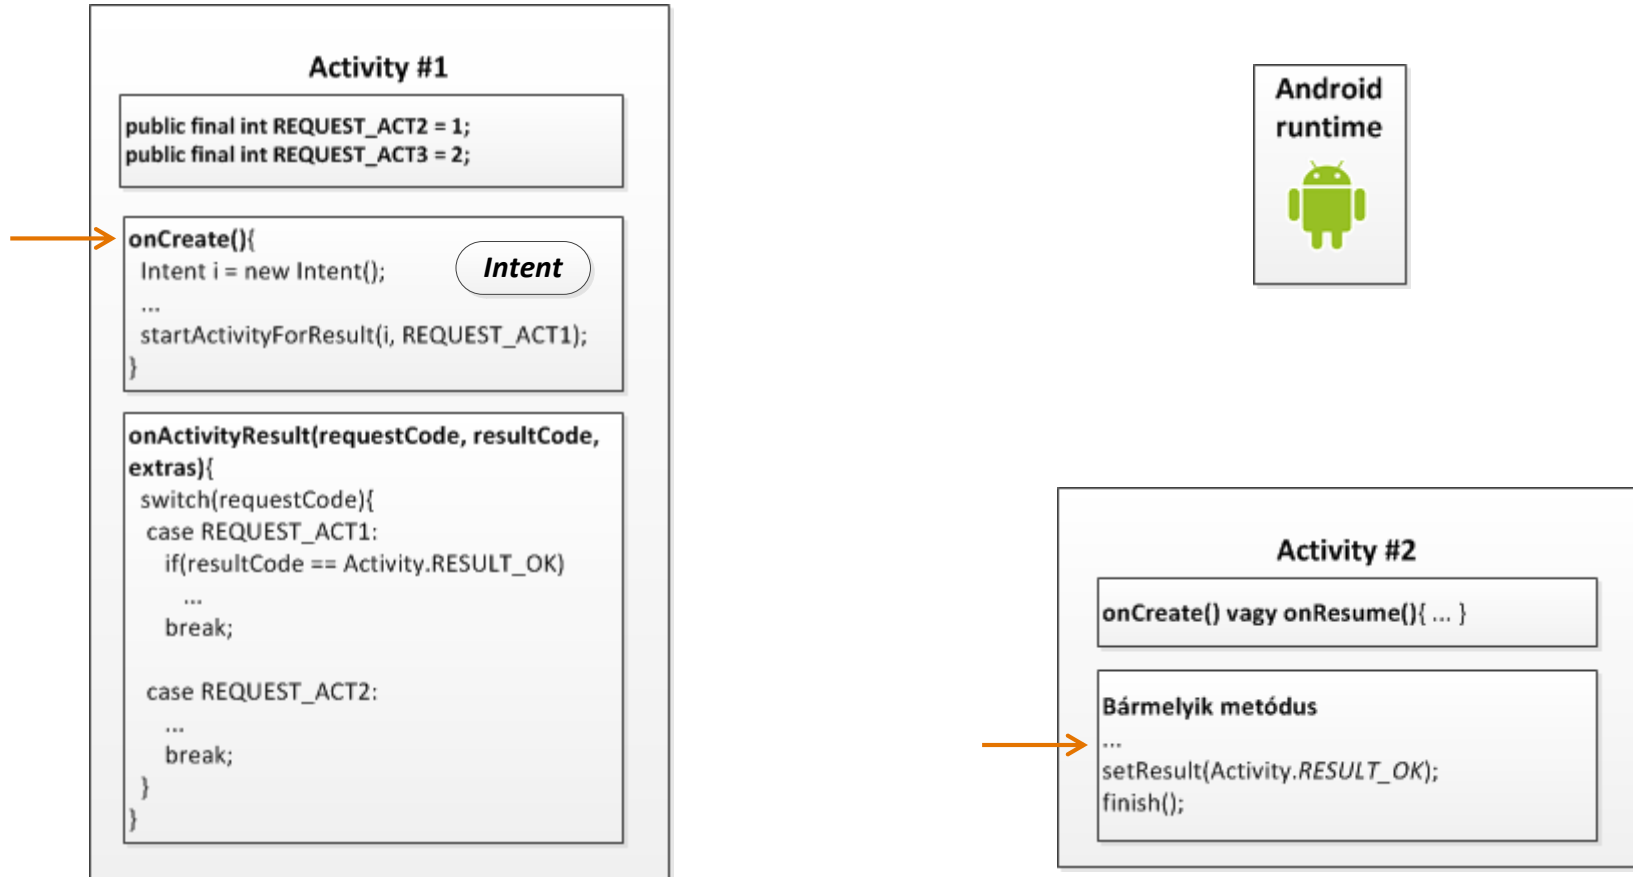 Activity #1
public final int REQUEST_ACT2 = 1;
public final int REQUEST_ACT3 = 2;
onCreate(){
Intent i = new Intent();
...
startActivityForResult(i, REQUEST_ACT1);
}
Intent
onActivityResult(requestCode, resultCode,
extras){
switch(requestCode){
case REQUEST_ACT1:
if(resultCode == Activity.RESULT_OK)
...
break;
case REQUEST_ACT2:
...
break;
}
}
Android
runtime
Activity #2
onCreate() vagy onResume(){ ... }
Bármelyik metódus
...
setResult(Activity.RESULT_OK);
finish();